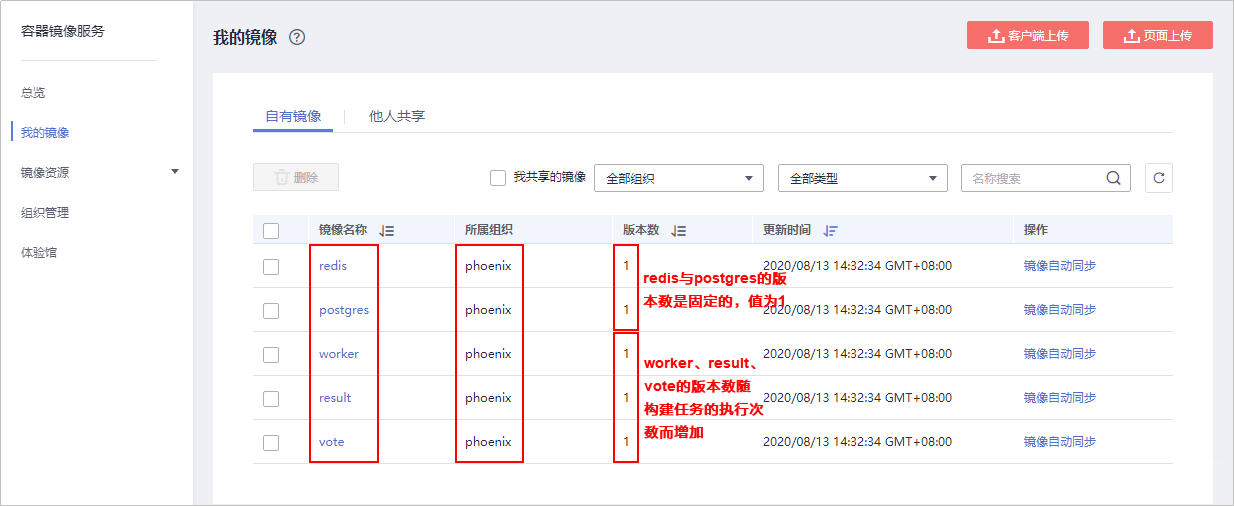 容器镜像服务
总览
我的镜像
镜像资源
组织管理
体验馆
我的镜像 ?
客户端上传 页面上传
自有镜像 他人共享
删除 我共享的镜像 全部组织 全部类型 名称搜索
镜像名称 所属组织 版本数 更新时间 操作
redis phoenix 1 2020/08/13 14:32:34 GMT+08:00 镜像自动同步
postgres phoenix 1 2020/08/13 14:32:34 GMT+08:00 镜像自动同步
worker phoenix 1 2020/08/13 14:32:34 GMT+08:00 镜像自动同步
result phoenix 1 2020/08/13 14:32:34 GMT+08:00 镜像自动同步
vote phoenix 1 2020/08/13 14:32:34 GMT+08:00 镜像自动同步
redis与postgres的版
本数是固定的，值为1
worker、result、
vote的版本数随
构建任务的执行次
数而增加